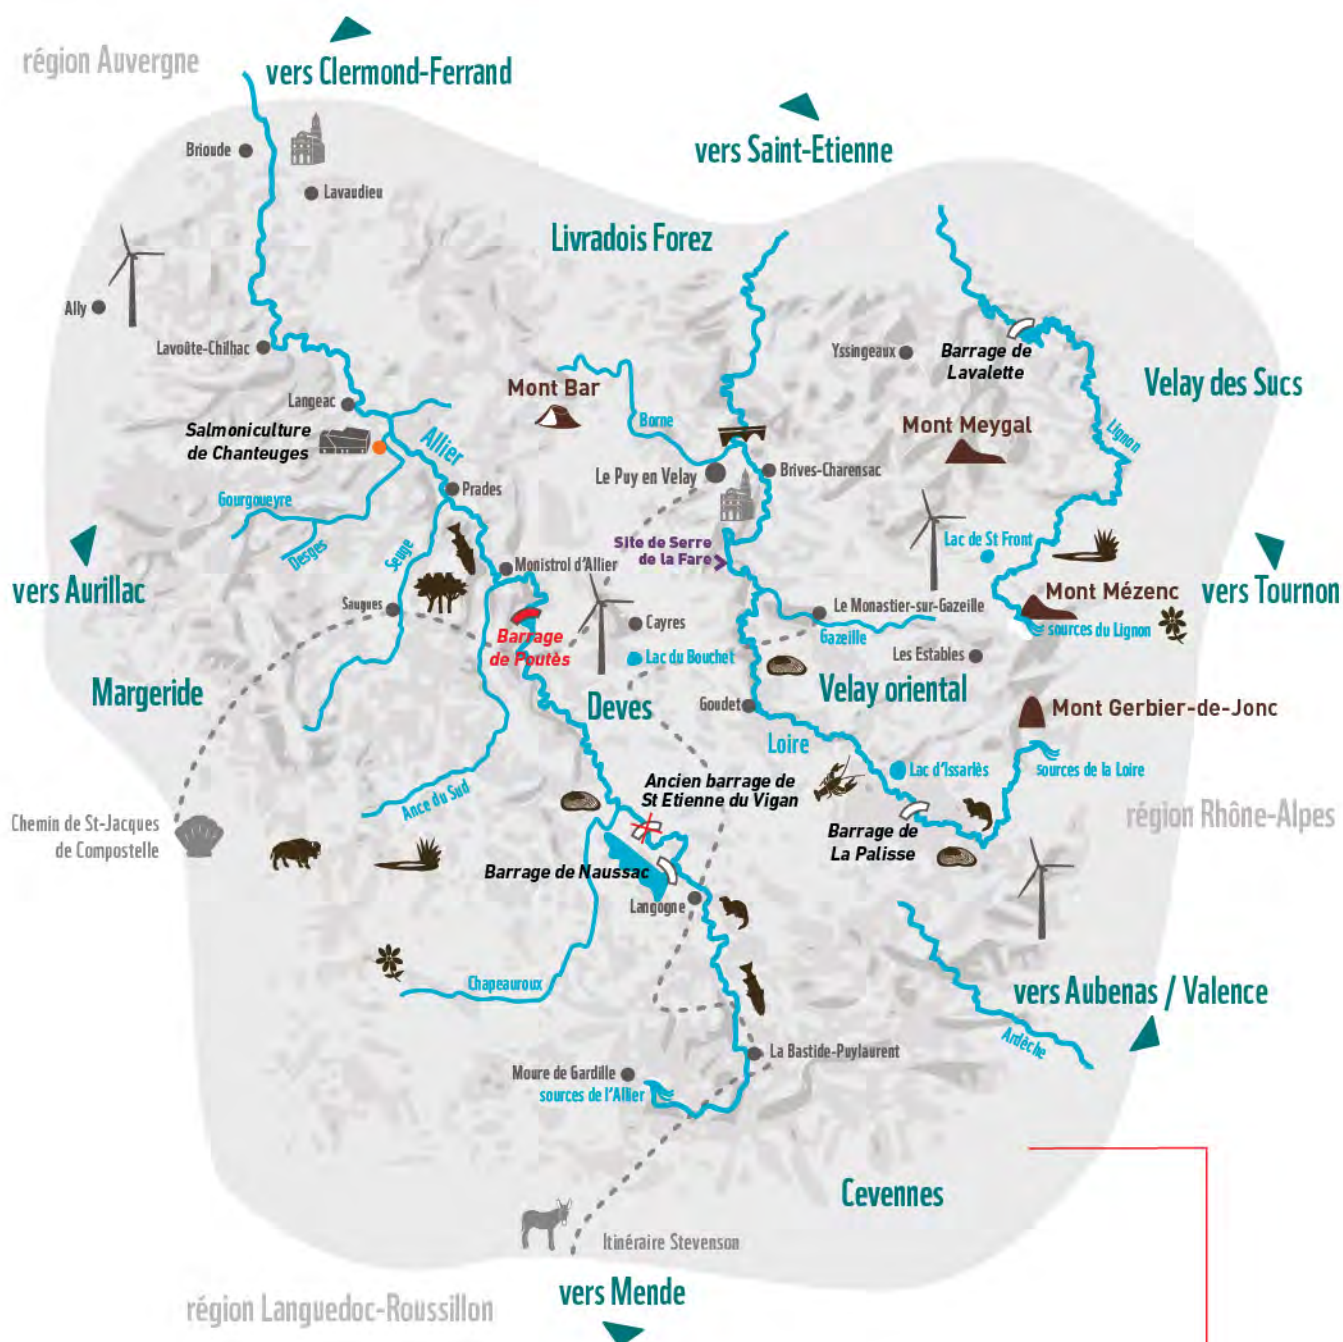 région Auvergne
vers Clermond-Ferrand
vers Saint-Etienne
Brioude
Lavaudieu
Livradois Forez
Ally
Lavoûte-Chilhac
Yssingeaux
Barrage de
Lavalette
Velay des Sucs
Mont Bar
Langeac
Borne
Mont Meygal
Lignon
Salmoniculture
de Chanteuges
Allier
Le Puy en Velay
Brives-Charensac
Prades
Gourgoueyre
Desges
Seuge
Site de Serre
de la Fare
Lac de St Front
vers Aurillac
Monistrol d'Allier
Mont Mézenc
vers Tournon
Saugues
Le Monastier-sur-Gazeille
Cayres
Gazeille
sources du Lignon
Barrage
de Poutès
Lac du Bouchet
Les Estables
Margeride
Deves
Goudet
Velay oriental
Mont Gerbier-de-Jonc
Loire
Ancien barrage de
St Etienne du Vigan
Lac d'Issarlès
sources de la Loire
Ance du Sud
Chemin de St-Jacques
de Compostelle
Barrage de
La Palisse
région Rhône-Alpes
Barrage de Naussac
Langogne
Chapeauroux
vers Aubenas / Valence
Ardèche
La Bastide-Puylaurent
Moure de Gardille
sources de l'Allier
Cevennes
Itinéraire Stevenson
vers Mende
région Languedoc-Roussillon